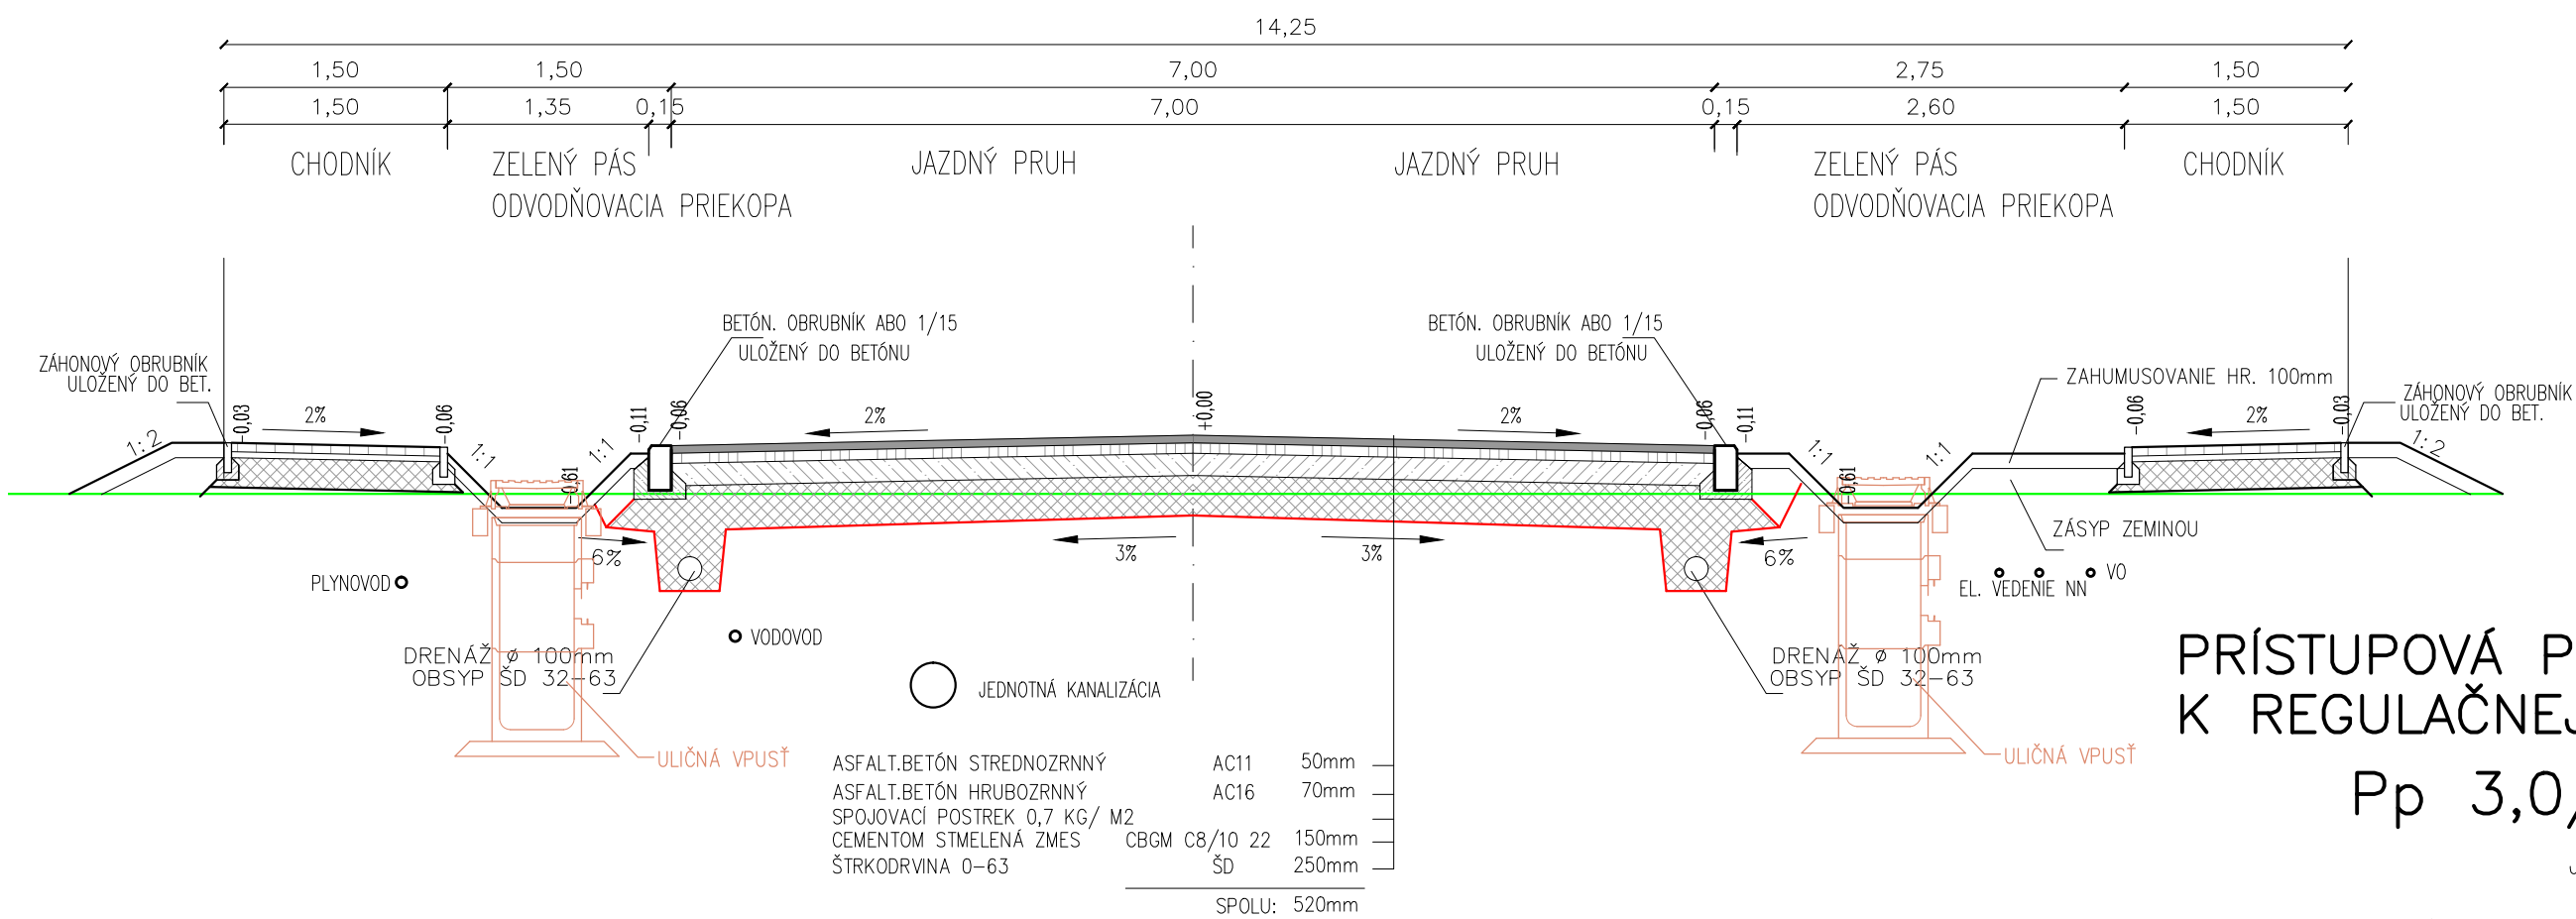 14,25
1,50 1,50 7,00 2,75 1,50
1,50 1,35 0,15 7,00 0,15 2,60 1,50
CHODNÍK
ZELENÝ PÁS
ODVODŇOVACIA PRIEKOPA
JAZDNÝ PRUH
JAZDNÝ PRUH
ZELENÝ PÁS
ODVODŇOVACIA PRIEKOPA
CHODNÍK
BETÓN. OBRUBNÍK ABO 1/15
ULOŽENÝ DO BETÓNU
BETÓN. OBRUBNÍK ABO 1/15
ULOŽENÝ DO BETÓNU
ZÁHONOVÝ OBRUBNÍK
ULOŽENÝ DO BET.
ZAHUMUSOVANIE HR. 100mm
ZÁHONOVÝ OBRUBNÍK
ULOŽENÝ DO BET.
1:2
-0,03
2%
-0,06
1:1
-0,61
1:1
-0,11
-0,06
2%
+0,00
2%
-0,06
-0,11
1:1
-0,61
1:1
-0,06
2%
-0,03
1:2
6%
3%
3%
6%
ZÁSYP ZEMINOU
PLYNOVOD
VO
EL. VEDENIE NN
VODOVOD
DRENÁŽ ø 100mm
OBSYP ŠD 32-63
JEDNOTNÁ KANALIZÁCIA
DRENÁŽ ø 100mm
OBSYP ŠD 32-63
ULIČNÁ VPUSŤ
ULIČNÁ VPUSŤ
PRÍSTUPOVÁ P
K REGULAČNEJ
Pp 3,0/
ASFALT.BETÓN STREDNOZRNNÝ AC11 50mm
ASFALT.BETÓN HRUBOZRNNÝ AC16 70mm
SPOJOVACÍ POSTREK 0,7 KG/ M2
CEMENTOM STMELENÁ ZMES CBGM C8/10 22 150mm
ŠTRKODRVINA 0-63 ŠD 250mm
SPOLU: 520mm